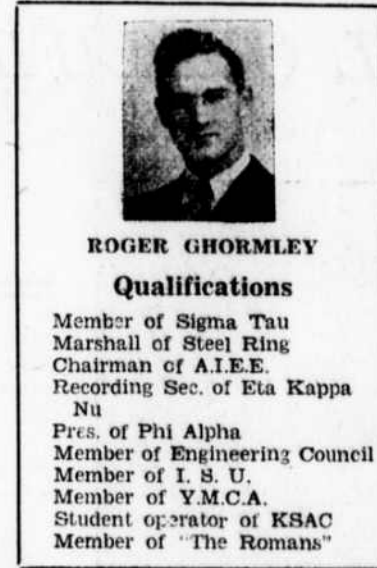 ROGER GHORMLEY
Qualifications
Member of Sigma Tau
Marshall of Steel Ring
Chairman of A.I.E.E.
Recording Sec. of Eta Kappa
Nu
Pres. of Phi Alpha
Member of Engineering Council
Member of I. S. U.
Member of Y.M.C.A.
Student operator of KSAC
Member of "The Romans"